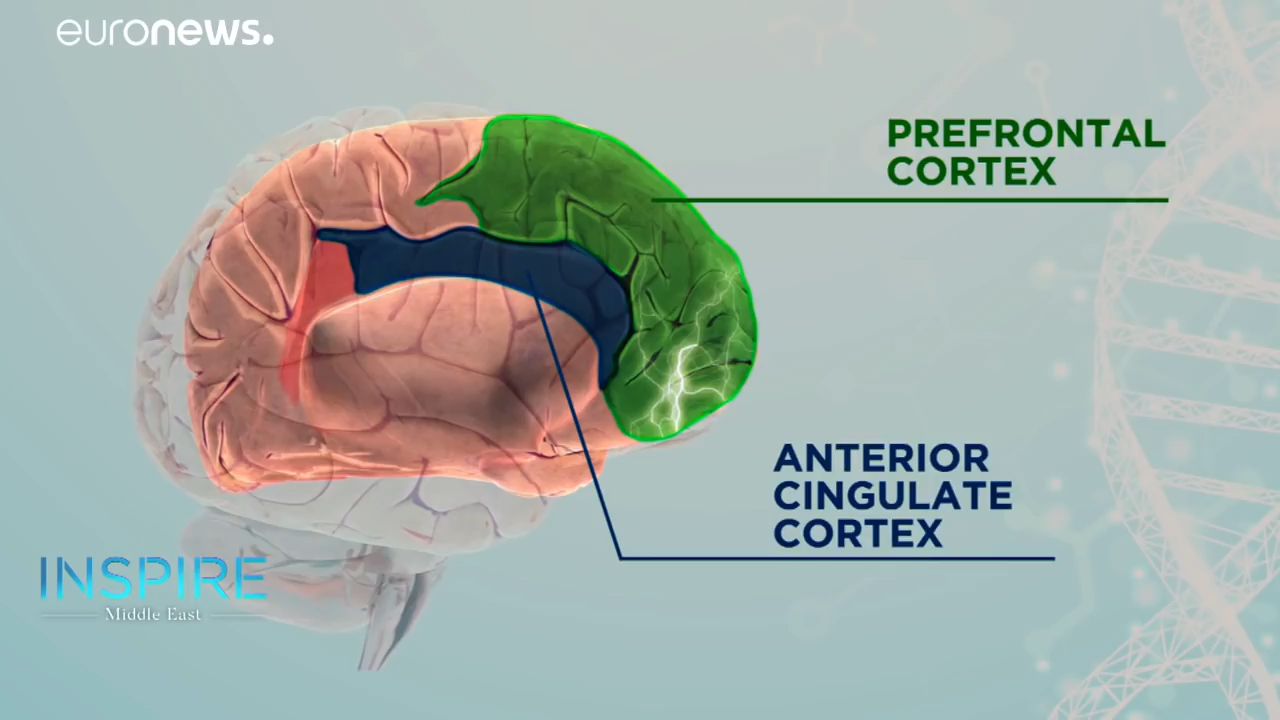 euronews.
PREFRONTAL
CORTEX
ANTERIOR
CINGULATE
CORTEX
INSPIRE
Middle East